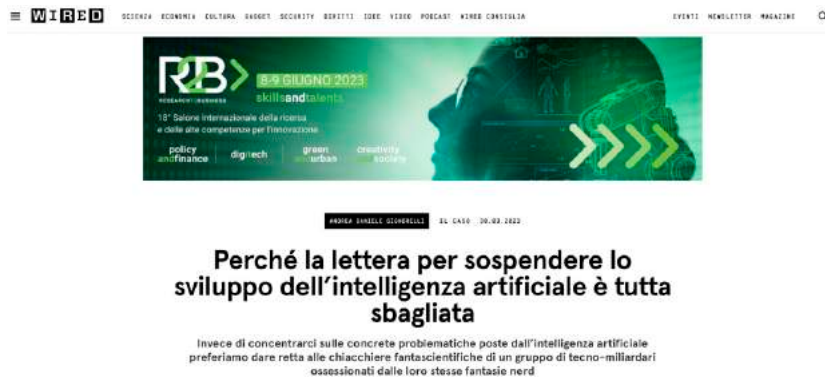 WIRED SCIENZA ECONOMIA CULTURA GADGET SECURITY DIRITTI IDEE VIDEO PODCAST WIRED CONSIGLIA EVENTI NEWSLETTER MAGAZINE
R2B
8-9 GIUGNO 2023
RESEARCHTOBUSINESS
skillsandtalents
18° Salone Internazionale della ricerca
e delle alte competenze per l'innovazione
policy digitech green creativity
andfinance andurban society
ANDREA DANIELE SIGNORELLI IL CASO 30.03.2023
Perché la lettera per sospendere lo
sviluppo dell'intelligenza artificiale è tutta
sbagliata
Invece di concentrarci sulle concrete problematiche poste dall'intelligenza artificiale
preferiamo dare retta alle chiacchiere fantascientifiche di un gruppo di tecno-miliardari
ossessionati dalle loro stesse fantasie nerd